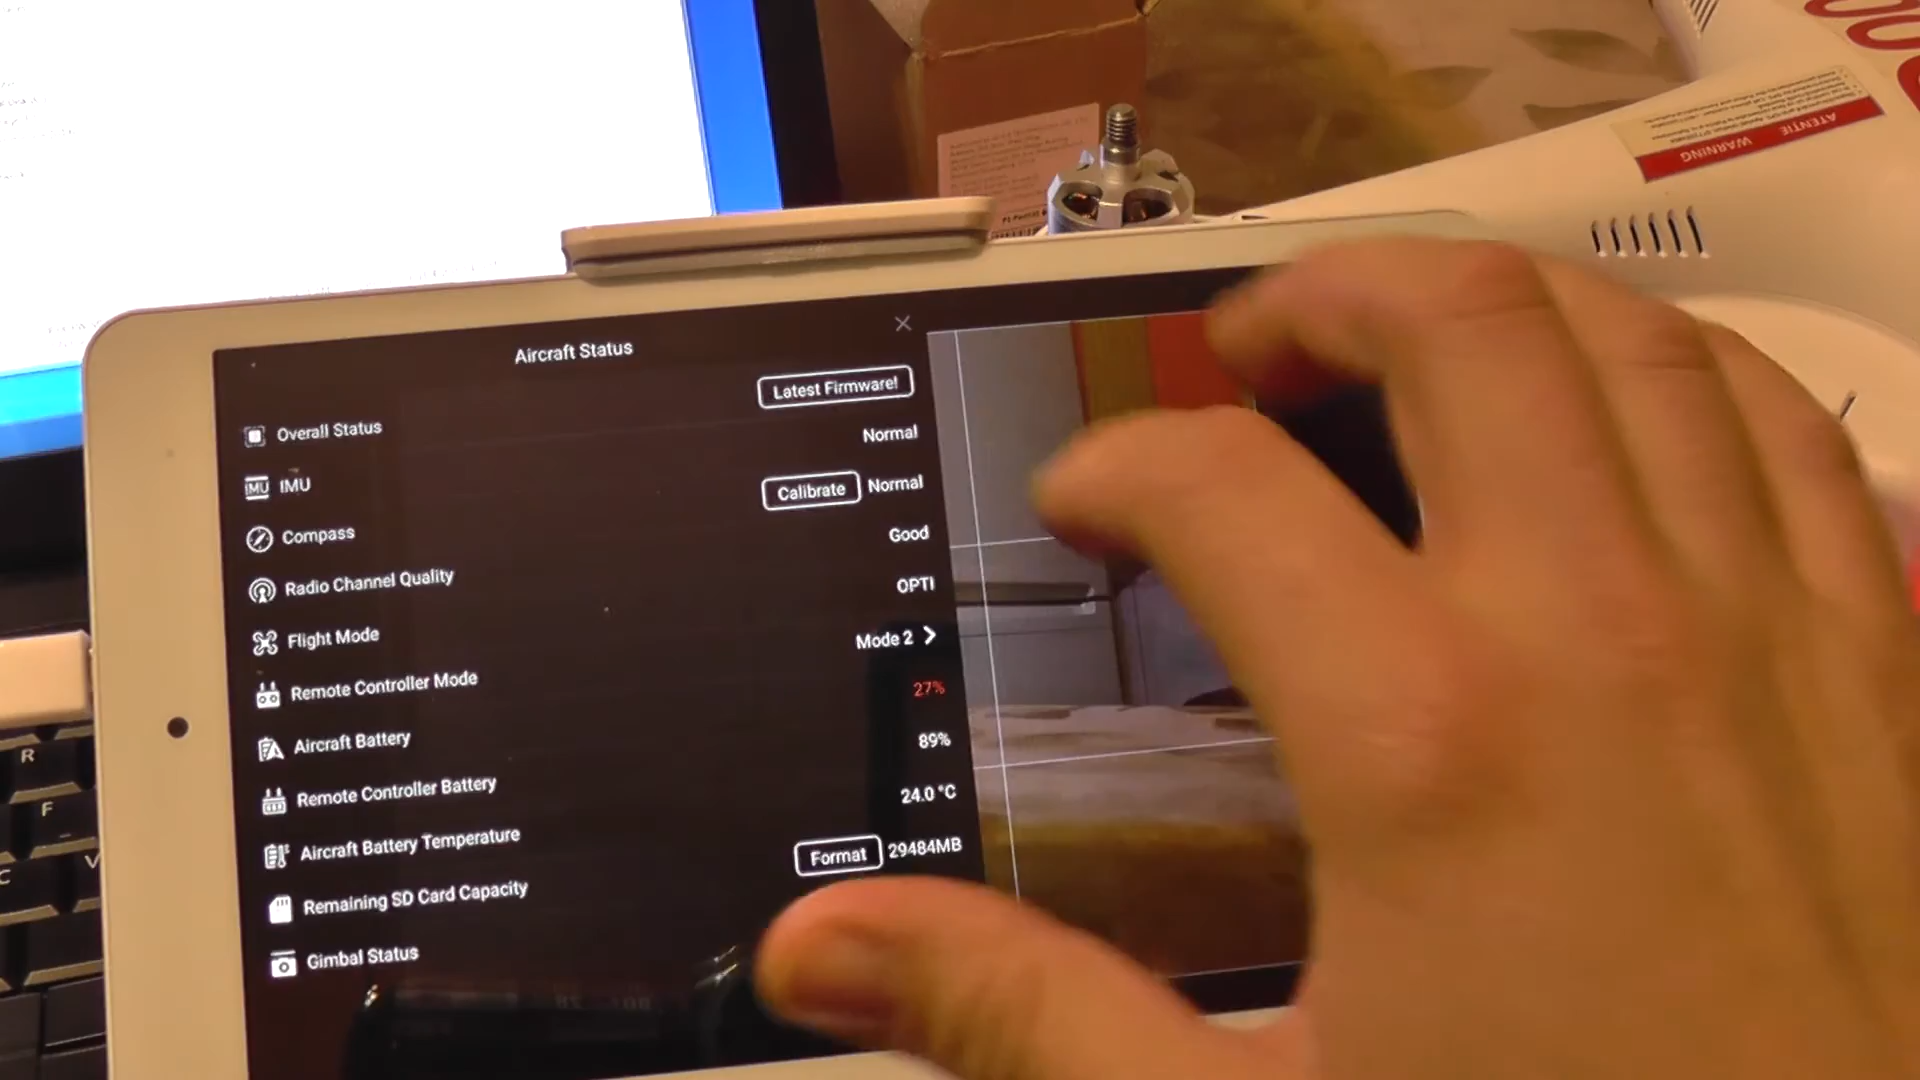 WARNING ATENȚIE
Aircraft Status
Latest Firmware!
Overall Status Normal
IMU IMU Calibrate Normal
Compass Good
Radio Channel Quality OPTI
Flight Mode Mode 2
Remote Controller Mode 27%
Aircraft Battery 89%
Remote Controller Battery 24.0 °C
Aircraft Battery Temperature Format 29484MB
Remaining SD Card Capacity
Gimbal Status
R
F
V
C